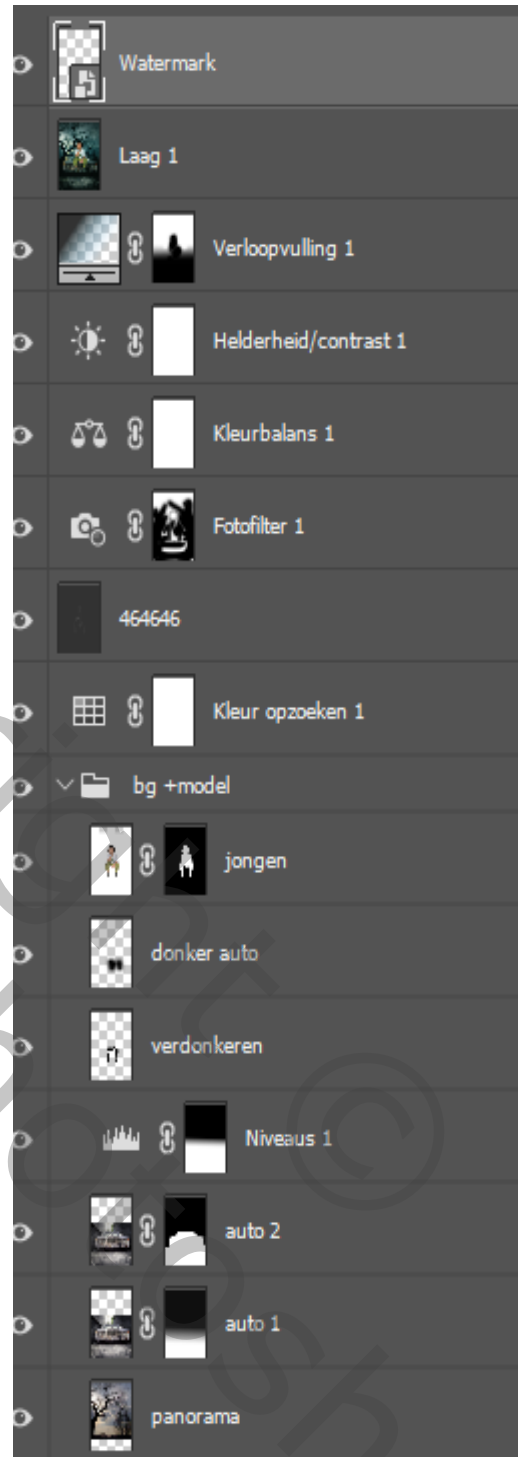 Watermark
Laag 1
Verloopvulling 1
Helderheid/contrast 1
Kleurbalans 1
Fotofilter 1
464646
Kleur opzoeken 1
bg +model
jongen
donker auto
verdonkeren
Niveaus 1
auto 2
auto 1
panorama